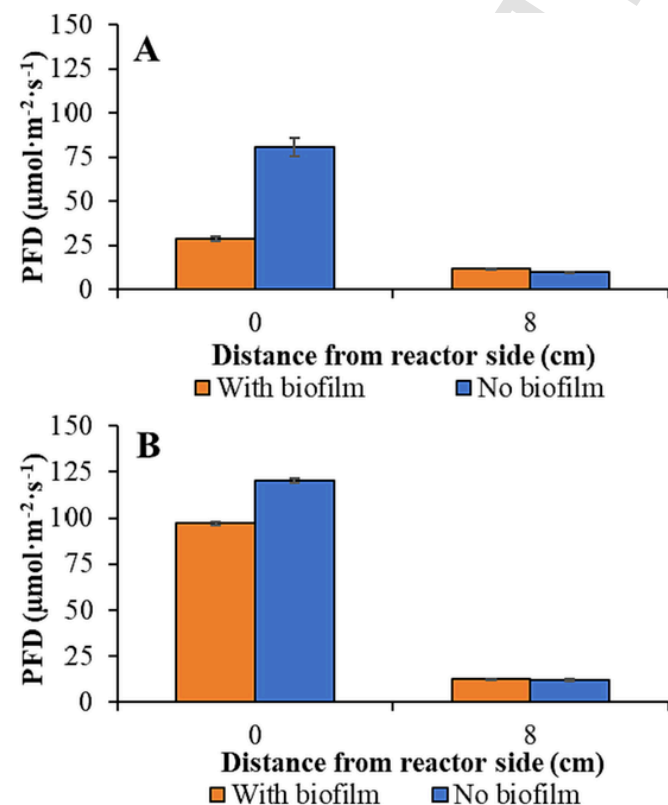 A
150
125
100
75
50
25
0
PFD (µmol·m⁻²·s⁻¹)
0 8
Distance from reactor side (cm)
With biofilm No biofilm
B
150
125
100
75
50
25
0
PFD (µmol·m⁻²·s⁻¹)
0 8
Distance from reactor side (cm)
With biofilm No biofilm